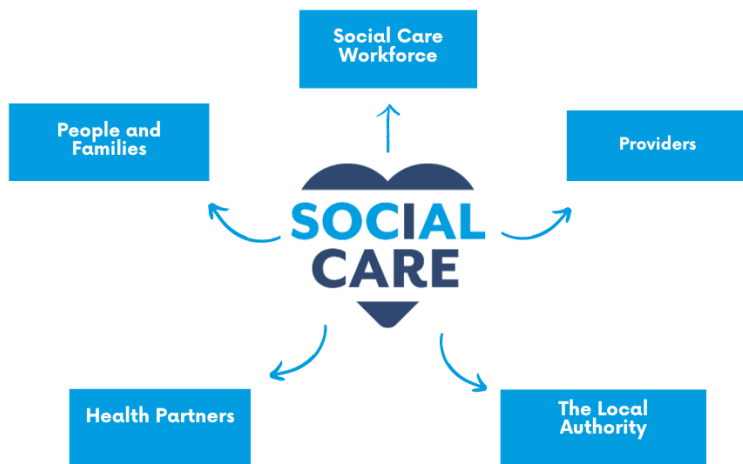 Social Care
Workforce
People and
Families
Providers
SOCIAL
CARE
Health Partners
The Local
Authority